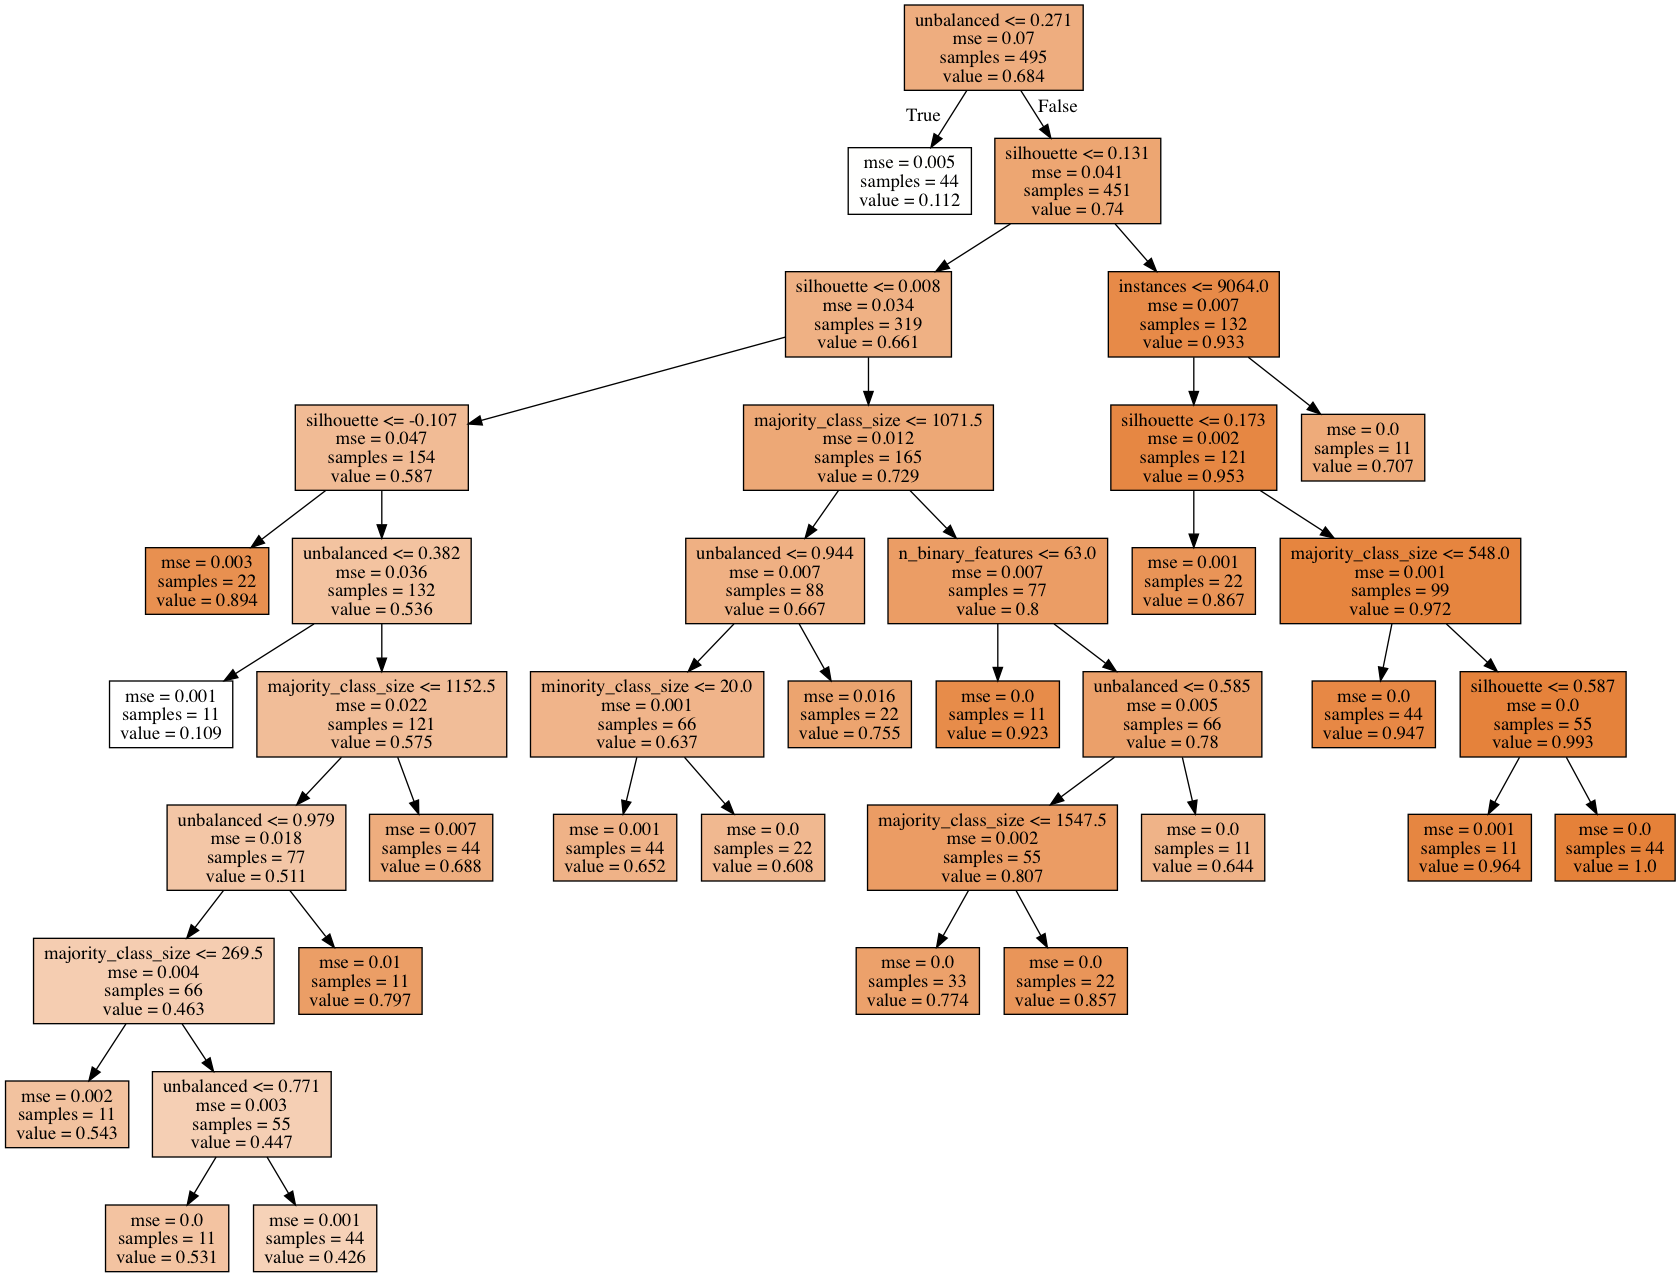 unbalanced <= 0.271
mse = 0.07
samples = 495
value = 0.684
True
False
mse = 0.005
samples = 44
value = 0.112
silhouette <= 0.131
mse = 0.041
samples = 451
value = 0.74
silhouette <= 0.008
mse = 0.034
samples = 319
value = 0.661
instances <= 9064.0
mse = 0.007
samples = 132
value = 0.933
silhouette <= -0.107
mse = 0.047
samples = 154
value = 0.587
majority_class_size <= 1071.5
mse = 0.012
samples = 165
value = 0.729
silhouette <= 0.173
mse = 0.002
samples = 121
value = 0.953
mse = 0.0
samples = 11
value = 0.707
mse = 0.003
samples = 22
value = 0.894
unbalanced <= 0.382
mse = 0.036
samples = 132
value = 0.536
unbalanced <= 0.944
mse = 0.007
samples = 88
value = 0.667
n_binary_features <= 63.0
mse = 0.007
samples = 77
value = 0.8
mse = 0.001
samples = 22
value = 0.867
majority_class_size <= 548.0
mse = 0.001
samples = 99
value = 0.972
mse = 0.001
samples = 11
value = 0.109
majority_class_size <= 1152.5
mse = 0.022
samples = 121
value = 0.575
minority_class_size <= 20.0
mse = 0.001
samples = 66
value = 0.637
mse = 0.016
samples = 22
value = 0.755
mse = 0.0
samples = 11
value = 0.923
unbalanced <= 0.585
mse = 0.005
samples = 66
value = 0.78
mse = 0.0
samples = 44
value = 0.947
silhouette <= 0.587
mse = 0.0
samples = 55
value = 0.993
unbalanced <= 0.979
mse = 0.018
samples = 77
value = 0.511
mse = 0.007
samples = 44
value = 0.688
mse = 0.001
samples = 44
value = 0.652
mse = 0.0
samples = 22
value = 0.608
majority_class_size <= 1547.5
mse = 0.002
samples = 55
value = 0.807
mse = 0.0
samples = 11
value = 0.644
mse = 0.001
samples = 11
value = 0.964
mse = 0.0
samples = 44
value = 1.0
majority_class_size <= 269.5
mse = 0.004
samples = 66
value = 0.463
mse = 0.01
samples = 11
value = 0.797
mse = 0.0
samples = 33
value = 0.774
mse = 0.0
samples = 22
value = 0.857
mse = 0.002
samples = 11
value = 0.543
unbalanced <= 0.771
mse = 0.003
samples = 55
value = 0.447
mse = 0.0
samples = 11
value = 0.531
mse = 0.001
samples = 44
value = 0.426